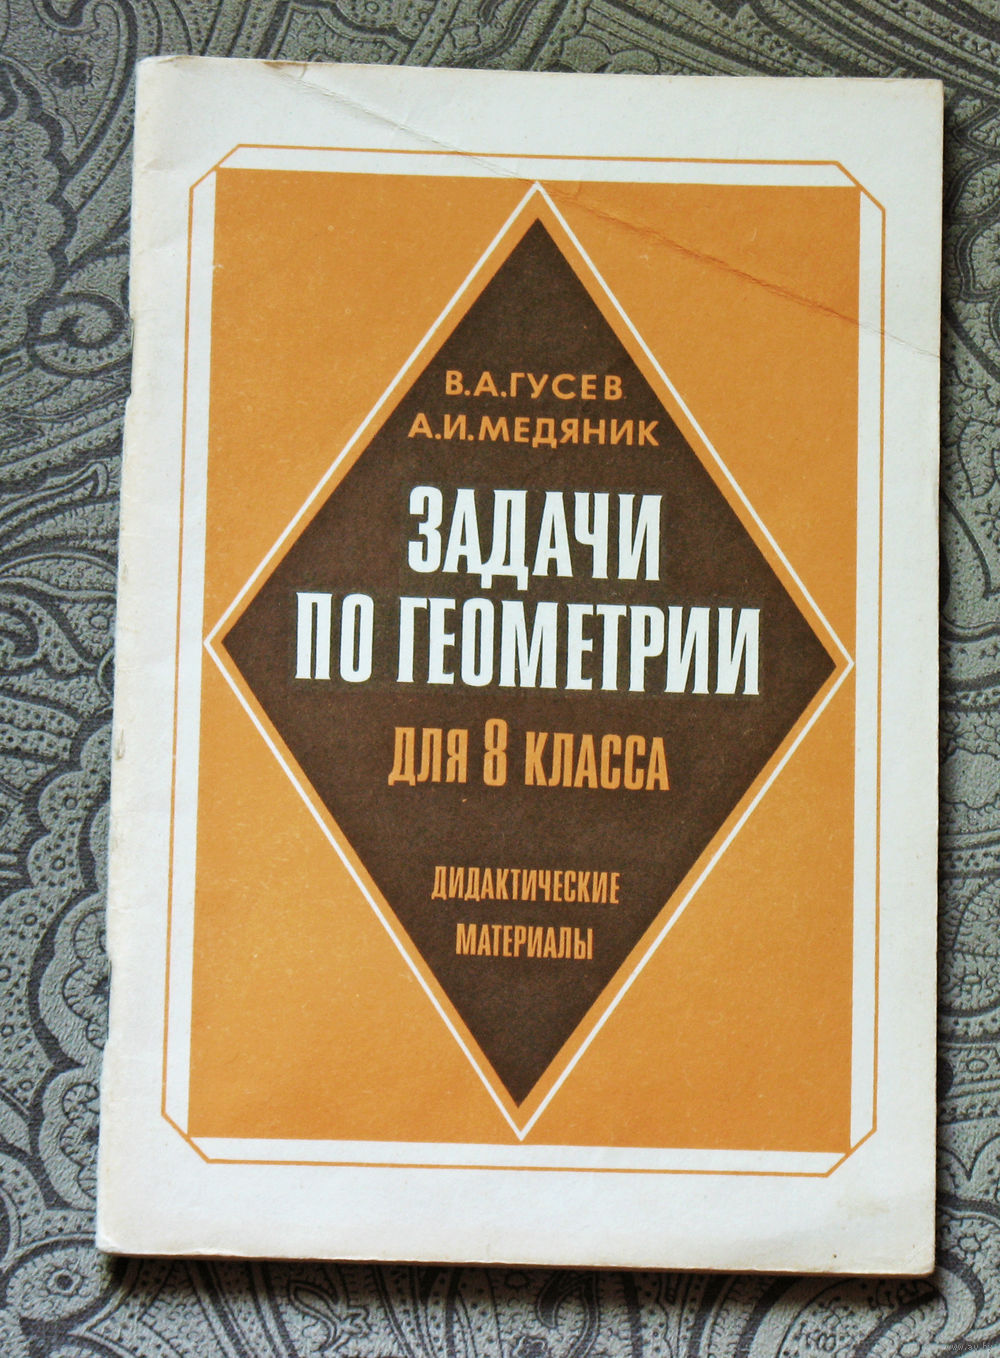 В.А.ГУСЕВ
А.И.МЕДЯНИК
ЗАДАЧИ
ПО ГЕОМЕТРИИ
ДЛЯ 8 КЛАССА
ДИДАКТИЧЕСКИЕ
МАТЕРИАЛЫ